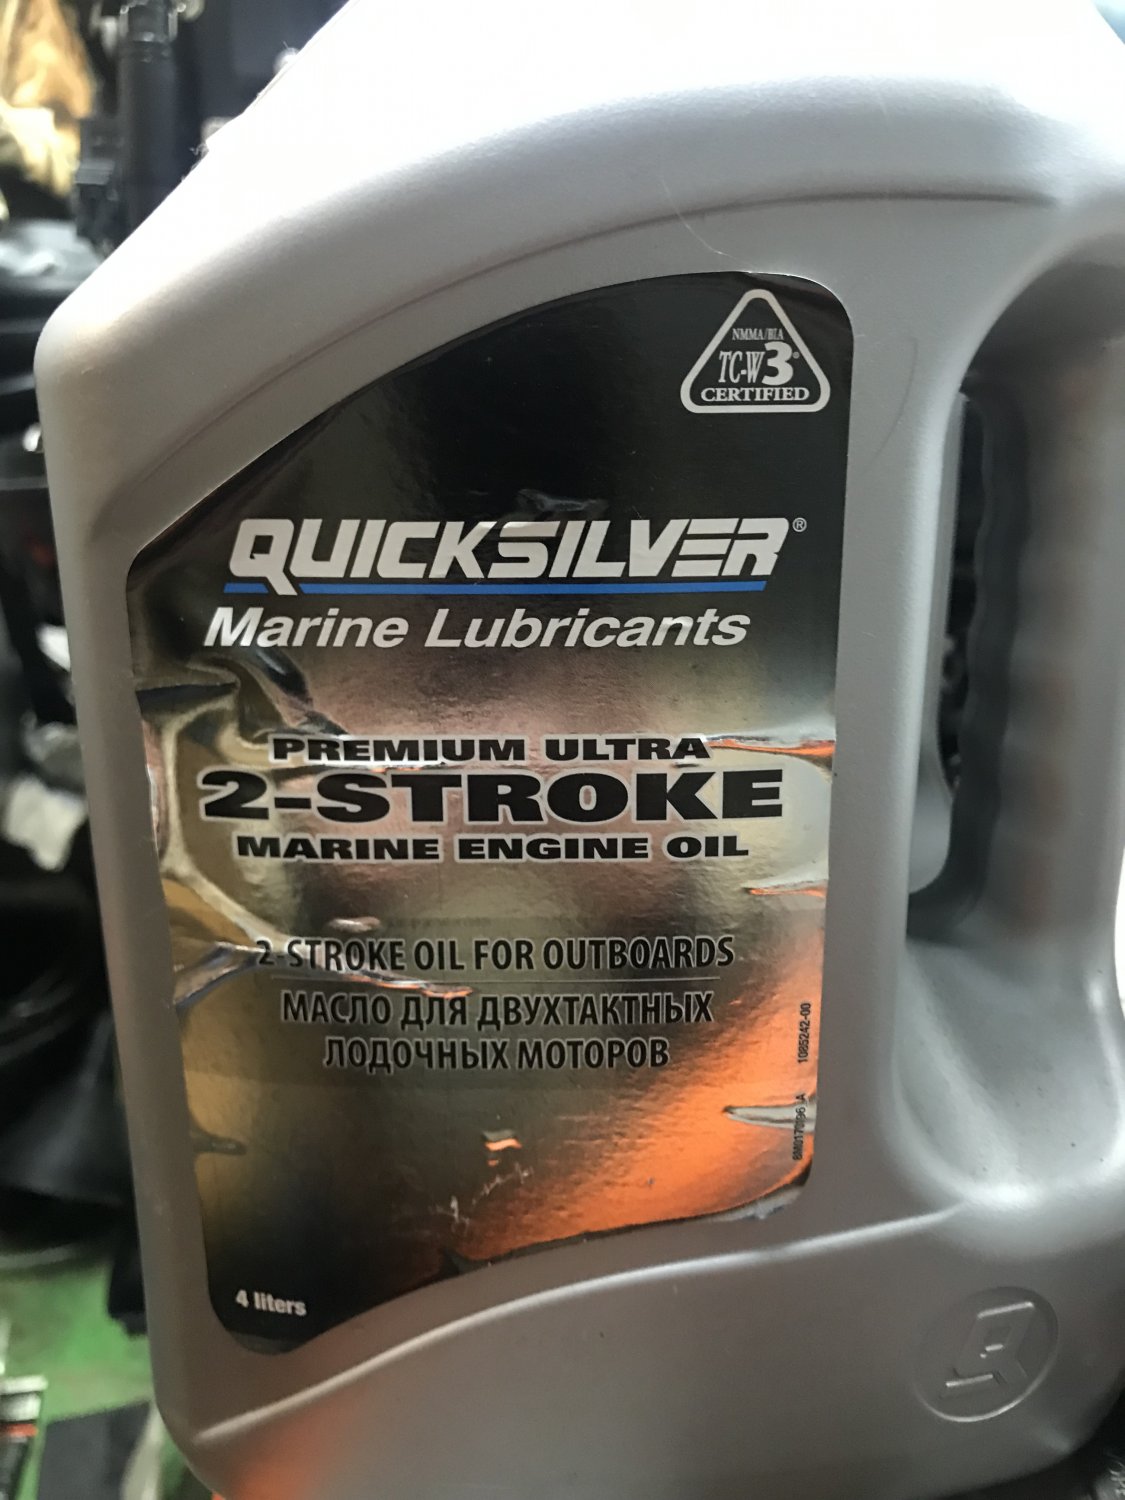 NMMA/BIA
TC-W3®
CERTIFIED
QUICKSILVER®
Marine Lubricants
PREMIUM ULTRA
2-STROKE
MARINE ENGINE OIL
2-STROKE OIL FOR OUTBOARDS
МАСЛО ДЛЯ ДВУХТАКТНЫХ
ЛОДОЧНЫХ МОТОРОВ
1085242-00
4 liters